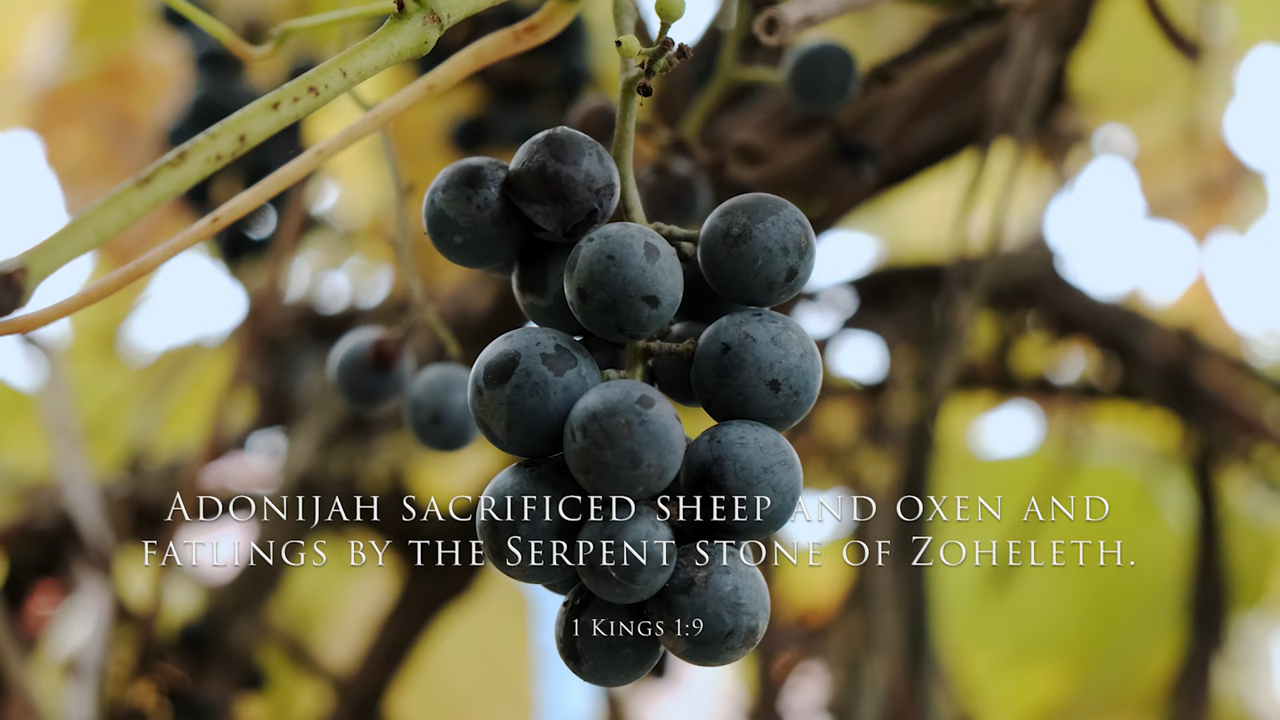 Adonijah sacrificed sheep and oxen and
fatlings by the Serpent stone of Zoheleth.
1 Kings 1:9